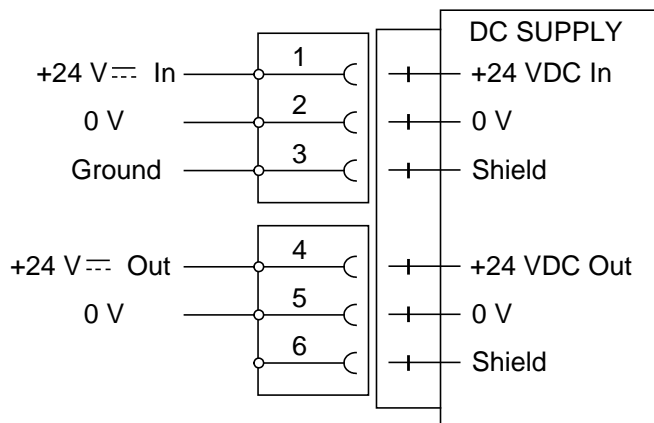 DC SUPPLY
+24 V⎓ In 1 +24 VDC In
0 V 2 0 V
Ground 3 Shield
+24 V⎓ Out 4 +24 VDC Out
0 V 5 0 V
6 Shield